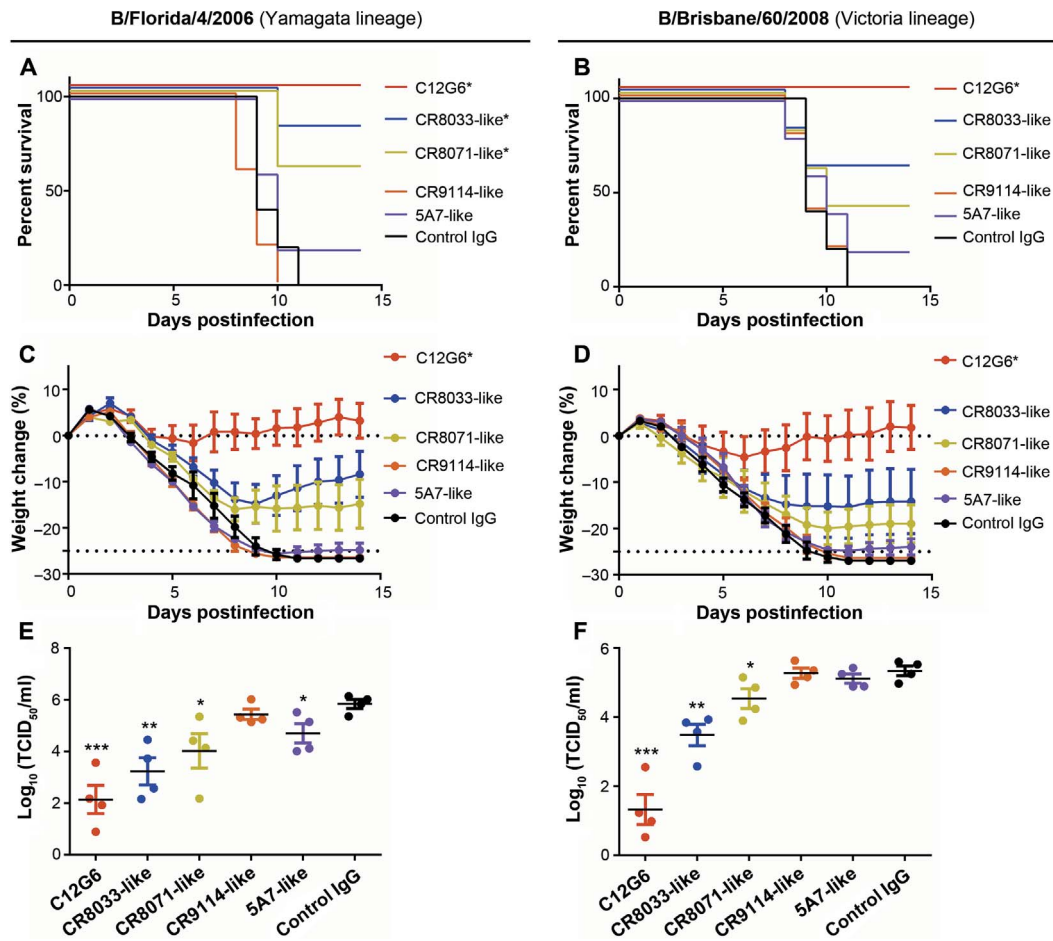 B/Florida/4/2006 (Yamagata lineage)
B/Brisbane/60/2008 (Victoria lineage)
A
Percent survival
100
50
0
0 5 10 15
Days postinfection
C12G6*
CR8033-like*
CR8071-like*
CR9114-like
5A7-like
Control IgG
B
Percent survival
100
50
0
0 5 10 15
Days postinfection
C12G6*
CR8033-like
CR8071-like
CR9114-like
5A7-like
Control IgG
C
Weight change (%)
10
0
–10
–20
–30
0 5 10 15
Days postinfection
C12G6*
CR8033-like
CR8071-like
CR9114-like
5A7-like
Control IgG
D
Weight change (%)
10
0
–10
–20
–30
0 5 10 15
Days postinfection
C12G6*
CR8033-like
CR8071-like
CR9114-like
5A7-like
Control IgG
E
Log10 (TCID50/ml)
8
6
4
2
0
*** ** * *
C12G6
CR8033-like
CR8071-like
CR9114-like
5A7-like
Control IgG
F
Log10 (TCID50/ml)
6
4
2
0
*** ** *
C12G6
CR8033-like
CR8071-like
CR9114-like
5A7-like
Control IgG